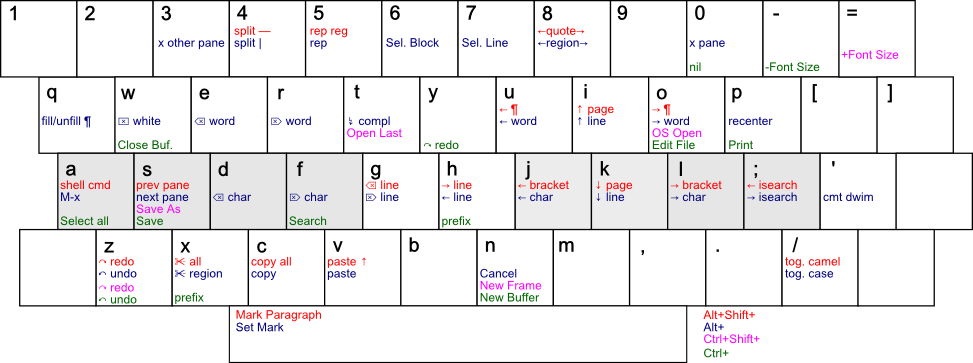 1 2 3 4 5 6 7 8 9 0 - =
split — rep reg ←quote→
x other pane split | rep Sel. Block Sel. Line ←region→ x pane
+Font Size
nil -Font Size
q w e r t y u i o p [ ]
← ¶ ↑ page → ¶
fill/unfill ¶ ⌧ white ⌫ word ⌦ word ↯ compl ← word ↑ line → word recenter
Open Last OS Open
Close Buf. ↷ redo Edit File Print
a s d f g h j k l ; '
shell cmd prev pane ⌫ line → line ← bracket ↓ page → bracket ← isearch
M-x next pane ⌫ char ⌦ char ⌦ line ← line ← char ↓ line → char → isearch cmt dwim
Save As
Select all Save Search prefix
z x c v b n m , . /
↷ redo ✀ all copy all paste ↑ tog. camel
↶ undo ✀ region copy paste Cancel tog. case
↷ redo New Frame
↶ undo prefix New Buffer
Mark Paragraph Alt+Shift+
Set Mark Alt+
Ctrl+Shift+
Ctrl+